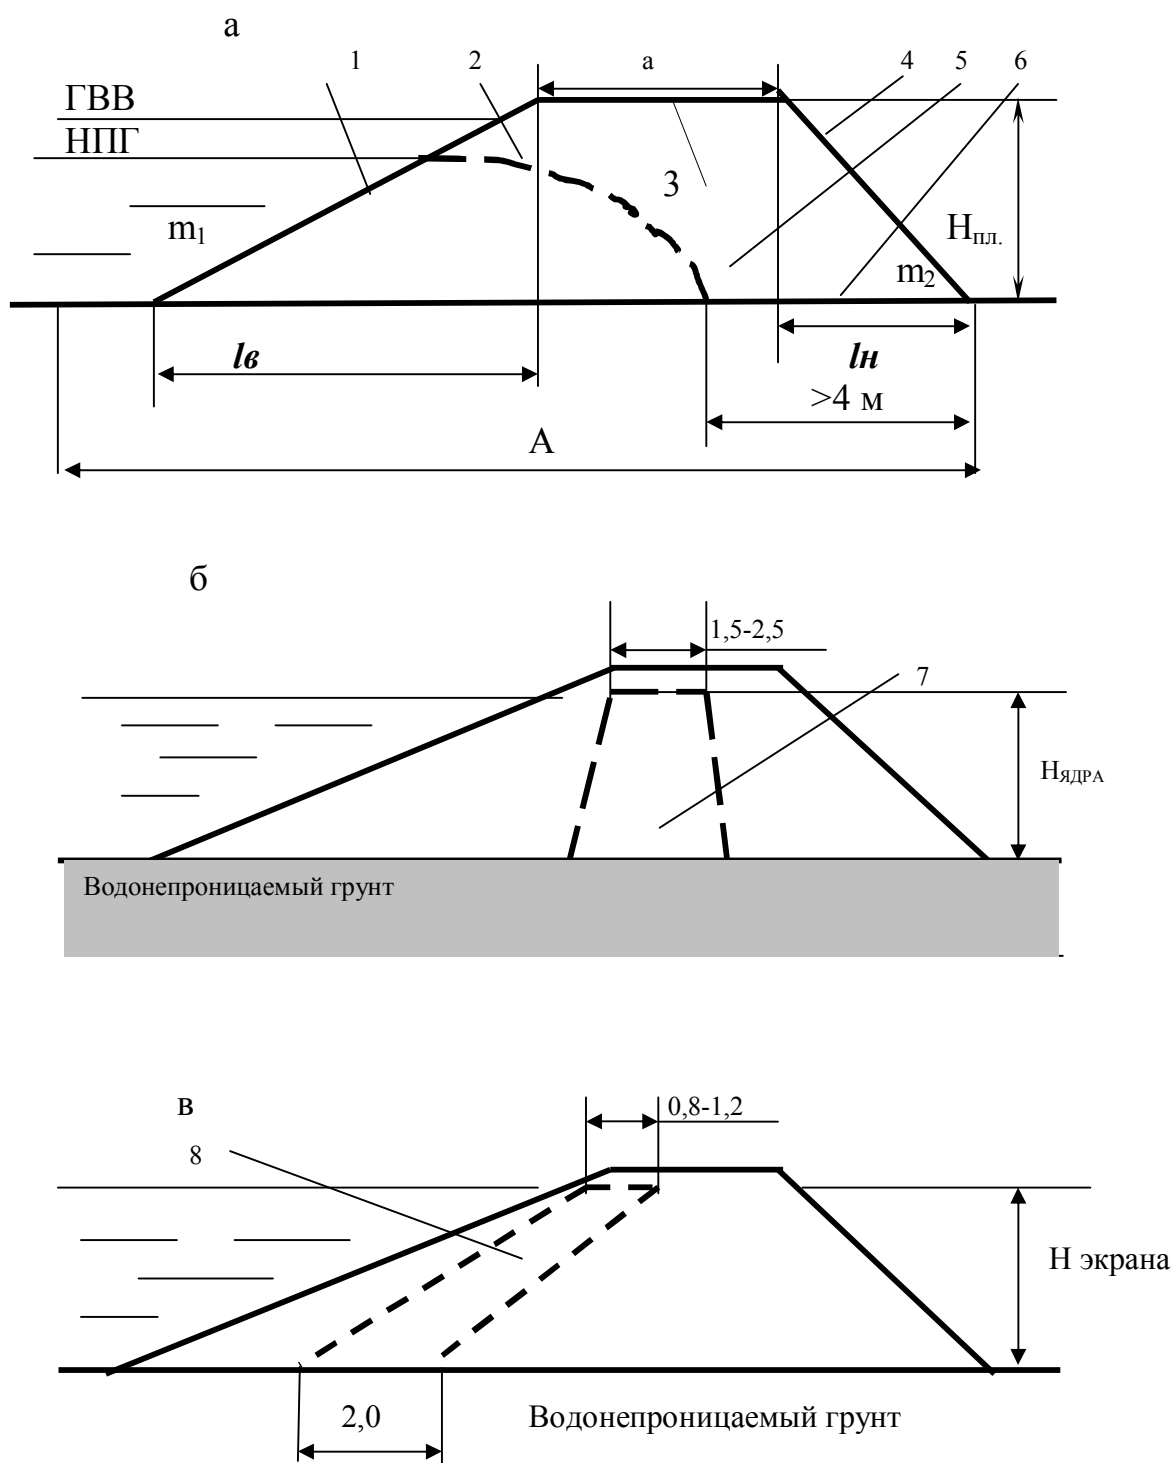 а
1
2
а
4
5
6
ГВВ
НПГ
3
m₁
Hпл.
m₂
lв
lн
>4 м
А
б
1,5-2,5
7
НЯДРА
Водонепроницаемый грунт
в
0,8-1,2
8
Н экрана
2,0
Водонепроницаемый грунт